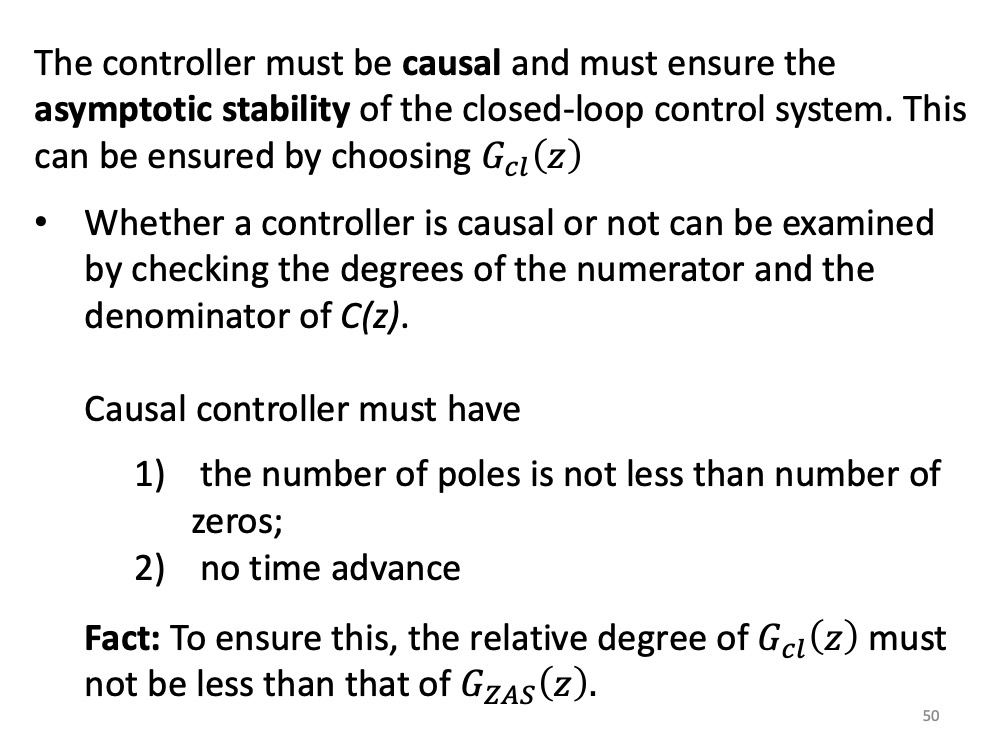 The controller must be causal and must ensure the
asymptotic stability of the closed-loop control system. This
can be ensured by choosing G_cl(z)
• Whether a controller is causal or not can be examined
by checking the degrees of the numerator and the
denominator of C(z).
Causal controller must have
1) the number of poles is not less than number of
zeros;
2) no time advance
Fact: To ensure this, the relative degree of G_cl(z) must
not be less than that of G_ZAS(z).
50